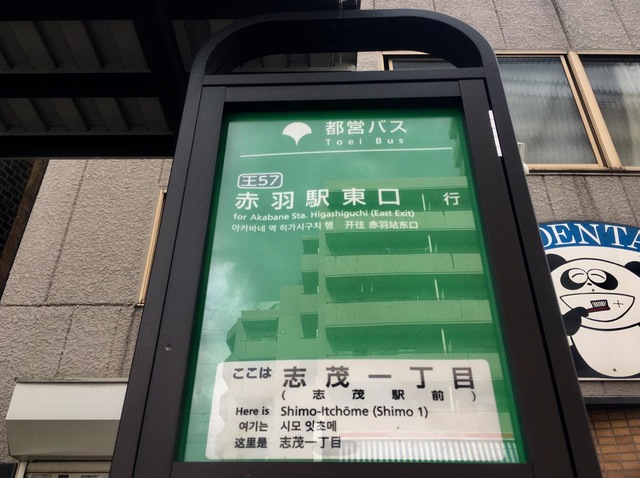 都営バス
Toei Bus
王57
赤羽駅東口 行
for Akabane Sta. Higashiguchi (East Exit)
아카바네 역 히가시구치 행 开往 赤羽站东口
ここは 志茂一丁目
(志茂駅前)
Here is Shimo-Itchōme (Shimo 1)
여기는 시모 잇초메
这里是 志茂一丁目
DENTA